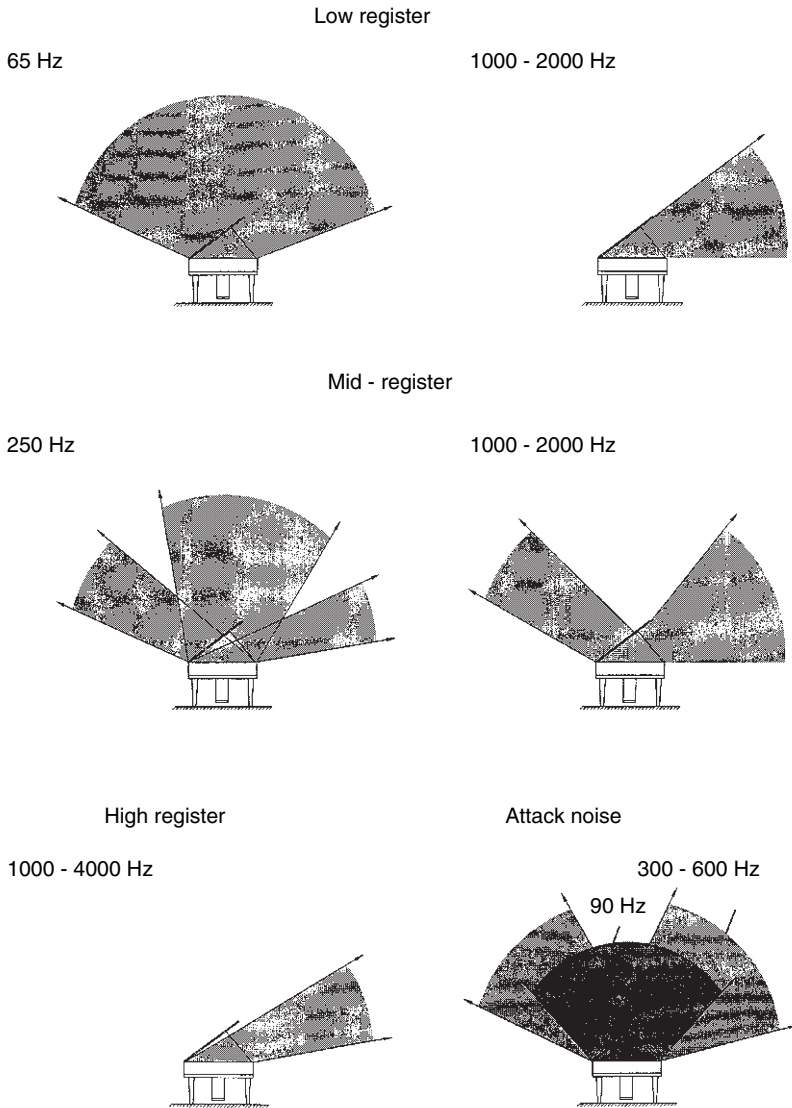 Low register
65 Hz
1000 - 2000 Hz
Mid - register
250 Hz
1000 - 2000 Hz
High register
Attack noise
1000 - 4000 Hz
300 - 600 Hz
90 Hz